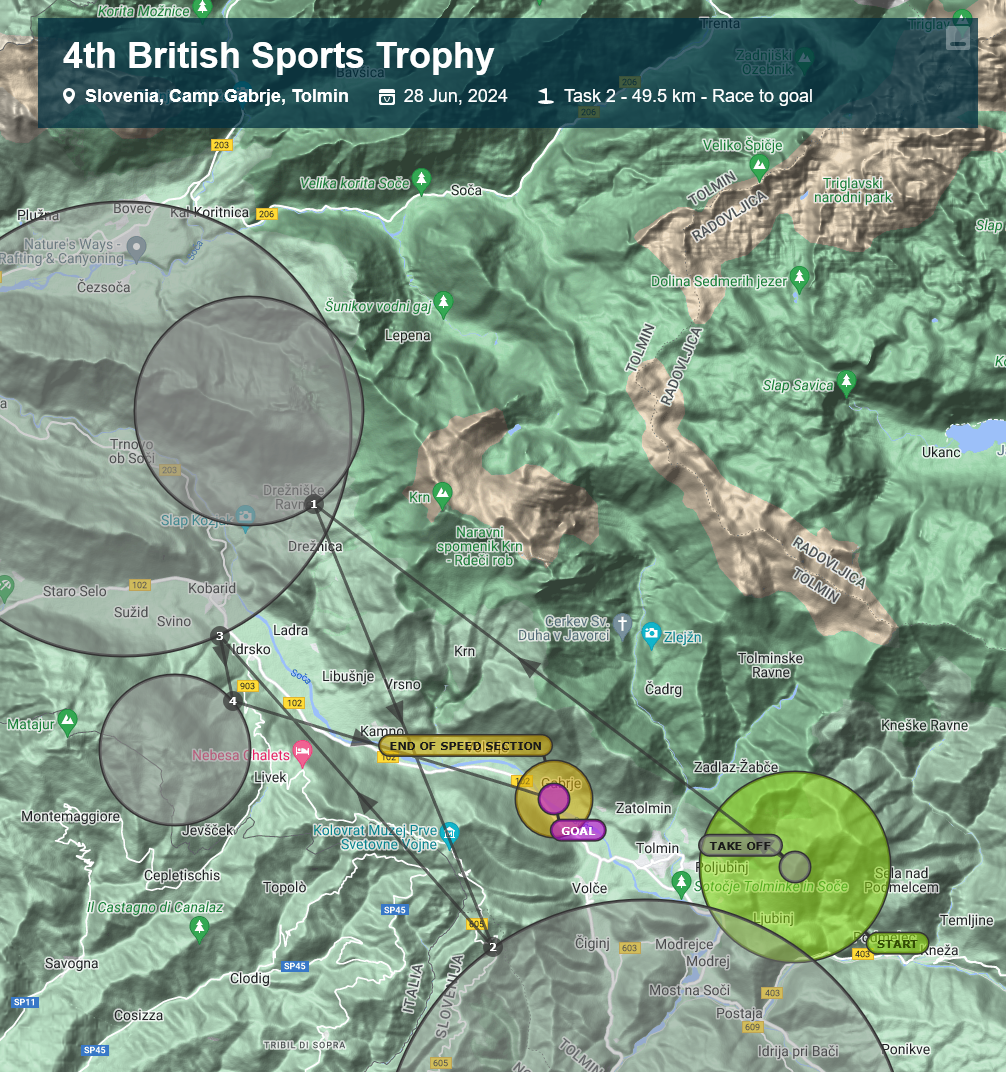 Korita Možnice
4th British Sports Trophy
Slovenia, Camp Gabrje, Tolmin
28 Jun, 2024
Task 2 - 49.5 km - Race to goal
Trenta
Triglav
Zadnjiški
Ozebnik
Bavšica
206
206
203
Veliko Špičje
Velika korita Soče
Soča
TOLMIN
RADOVLJICA
Triglavski
narodni park
Plužna
Bovec
Kal Koritnica
206
Slap
Nature's Ways -
Rafting & Canyoning
Soča
Čezsoča
Dolina Sedmerih jezer
Šunikov vodni gaj
Lepena
TOLMIN
RADOVLJICA
Slap Savica
Ukanc
Trnovo
ob Soči
203
Drežniške
Ravne
1
Krn
Slap Kozjak
Drežnica
Naravni
spomenik Krn
- Rdeči rob
RADOVLJICA
TOLMIN
102
Staro Selo
Kobarid
Sužid
Svino
Ladra
3
Idrsko
Krn
Cerkev Sv.
Duha v Javorci
Zlejžn
Tolminske
Ravne
Soča
Libušnje
Vrsno
903
102
4
Čadrg
Matajur
Kneške Ravne
Kamno
END OF SPEED SECTION
102
Nebesa Chalets
Livek
102
Gabrje
Zadlaz-Žabče
Montemaggiore
Jevšček
Kolovrat Muzej Prve
Svetovne Vojne
GOAL
Zatolmin
Tolmin
TAKE OFF
Poljubinj
Cepletischis
Topolò
Volče
Sotočje Tolminke in Soče
Sela nad
Podmelcem
Il Castagno di Canalaz
SP45
605
Ljubinj
Temljine
2
Čiginj
603
Modrejce
Modrej
Podmelec
START
403
Kneža
Savogna
SP45
Clodig
ITALIA
SLOVENIJA
Most na Soči
403
SP11
Cosizza
Postaja
609
SP45
TRIBIL DI SOPRA
605
TOLMIN
Idrija pri Bači
Ponikve